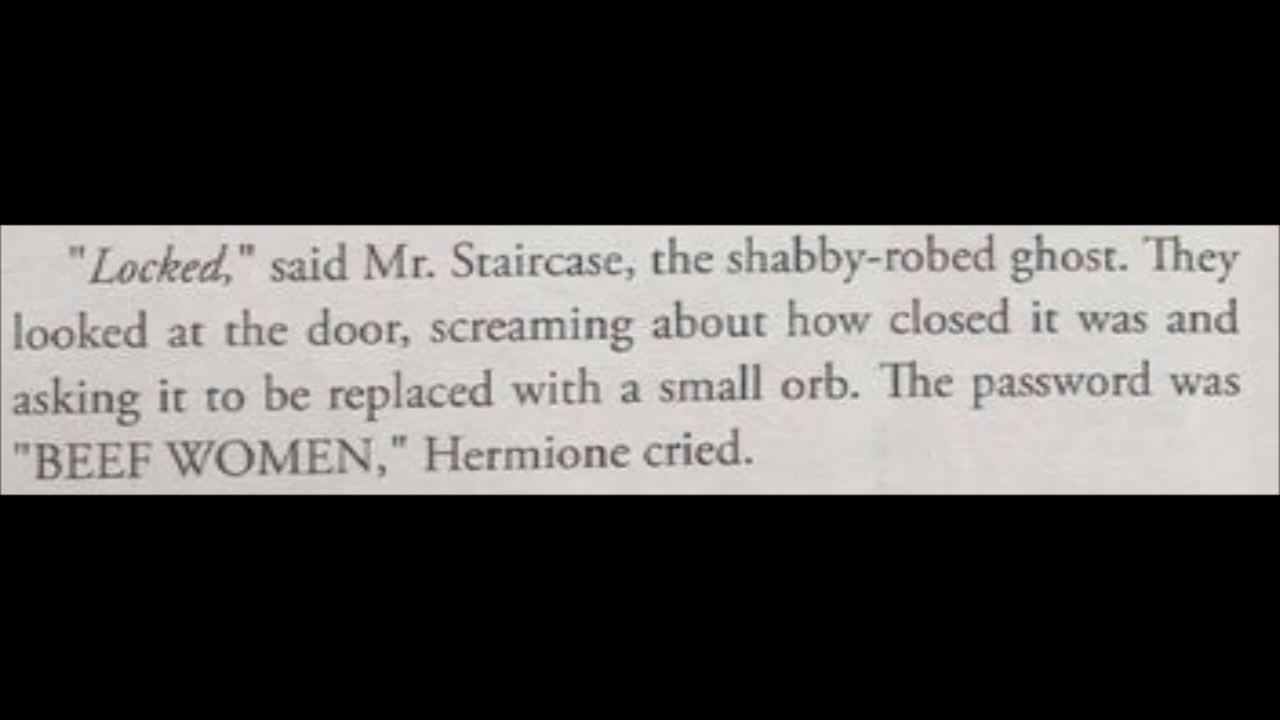 "Locked," said Mr. Staircase, the shabby-robed ghost. They
looked at the door, screaming about how closed it was and
asking it to be replaced with a small orb. The password was
"BEEF WOMEN," Hermione cried.